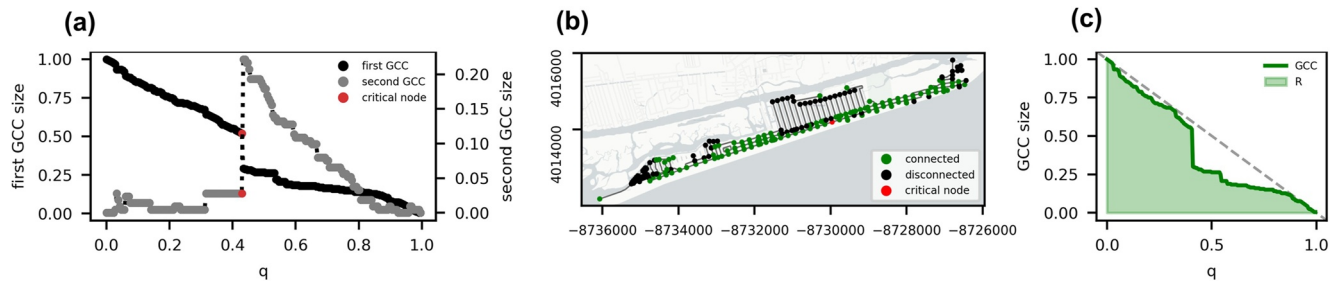 (a)
first GCC size
1.00
0.75
0.50
0.25
0.00
0.0
0.2
0.4
0.6
0.8
1.0
q
first GCC
second GCC
critical node
0.20
0.15
0.10
0.05
0.00
second GCC size
(b)
4016000
4014000
−8736000
−8734000
−8732000
−8730000
−8728000
−8726000
connected
disconnected
critical node
(c)
GCC size
1.00
0.75
0.50
0.25
0.00
0.0
0.5
1.0
q
GCC
R